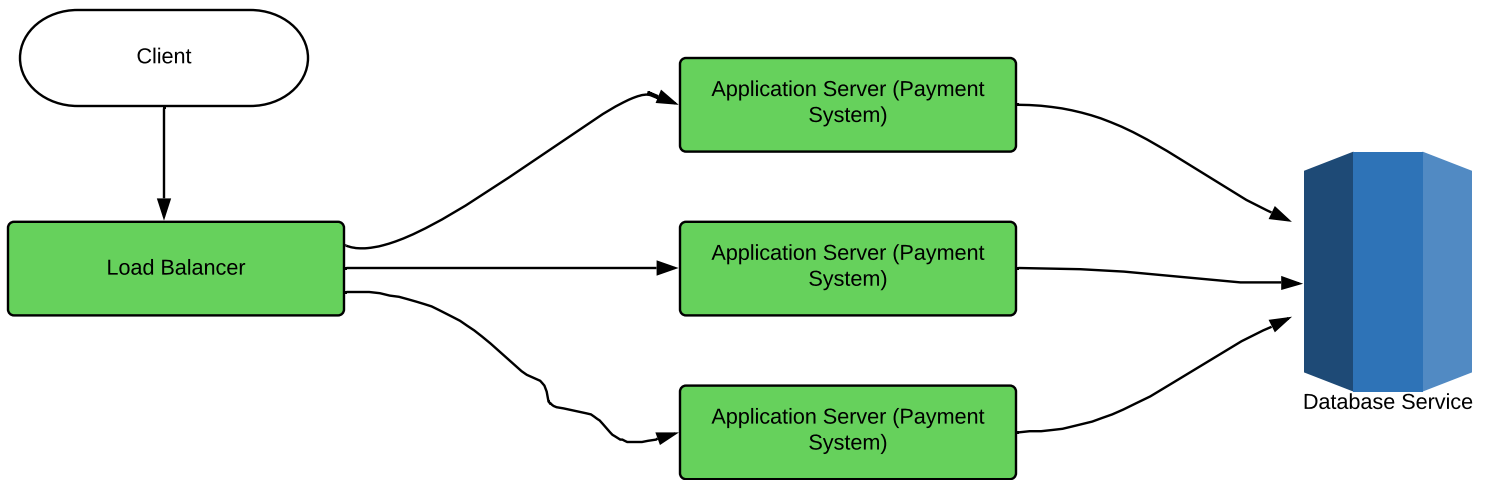 Client
Load Balancer
Application Server (Payment
System)
Application Server (Payment
System)
Application Server (Payment
System)
Database Service